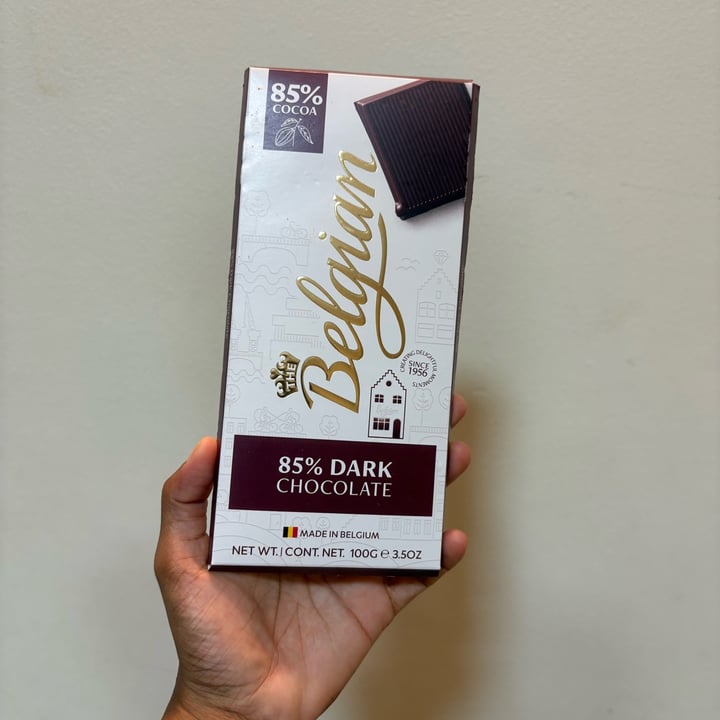 85%
COCOA
THE
Belgian
CREATING DELIGHTFUL MOMENTS
SINCE
1956
Belgian
85% DARK
CHOCOLATE
MADE IN BELGIUM
NET WT. | CONT. NET. 100G ℮ 3.5OZ